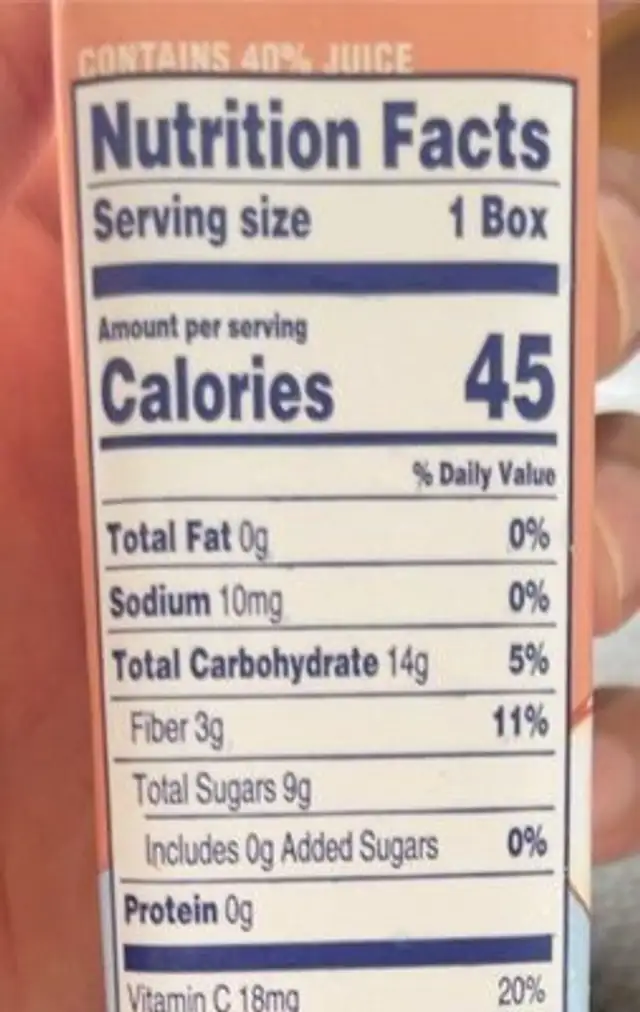 CONTAINS 40% JUICE
Nutrition Facts
Serving size 1 Box
Amount per serving
Calories 45
% Daily Value
Total Fat 0g 0%
Sodium 10mg 0%
Total Carbohydrate 14g 5%
Fiber 3g 11%
Total Sugars 9g
Includes 0g Added Sugars 0%
Protein 0g
Vitamin C 18mg 20%